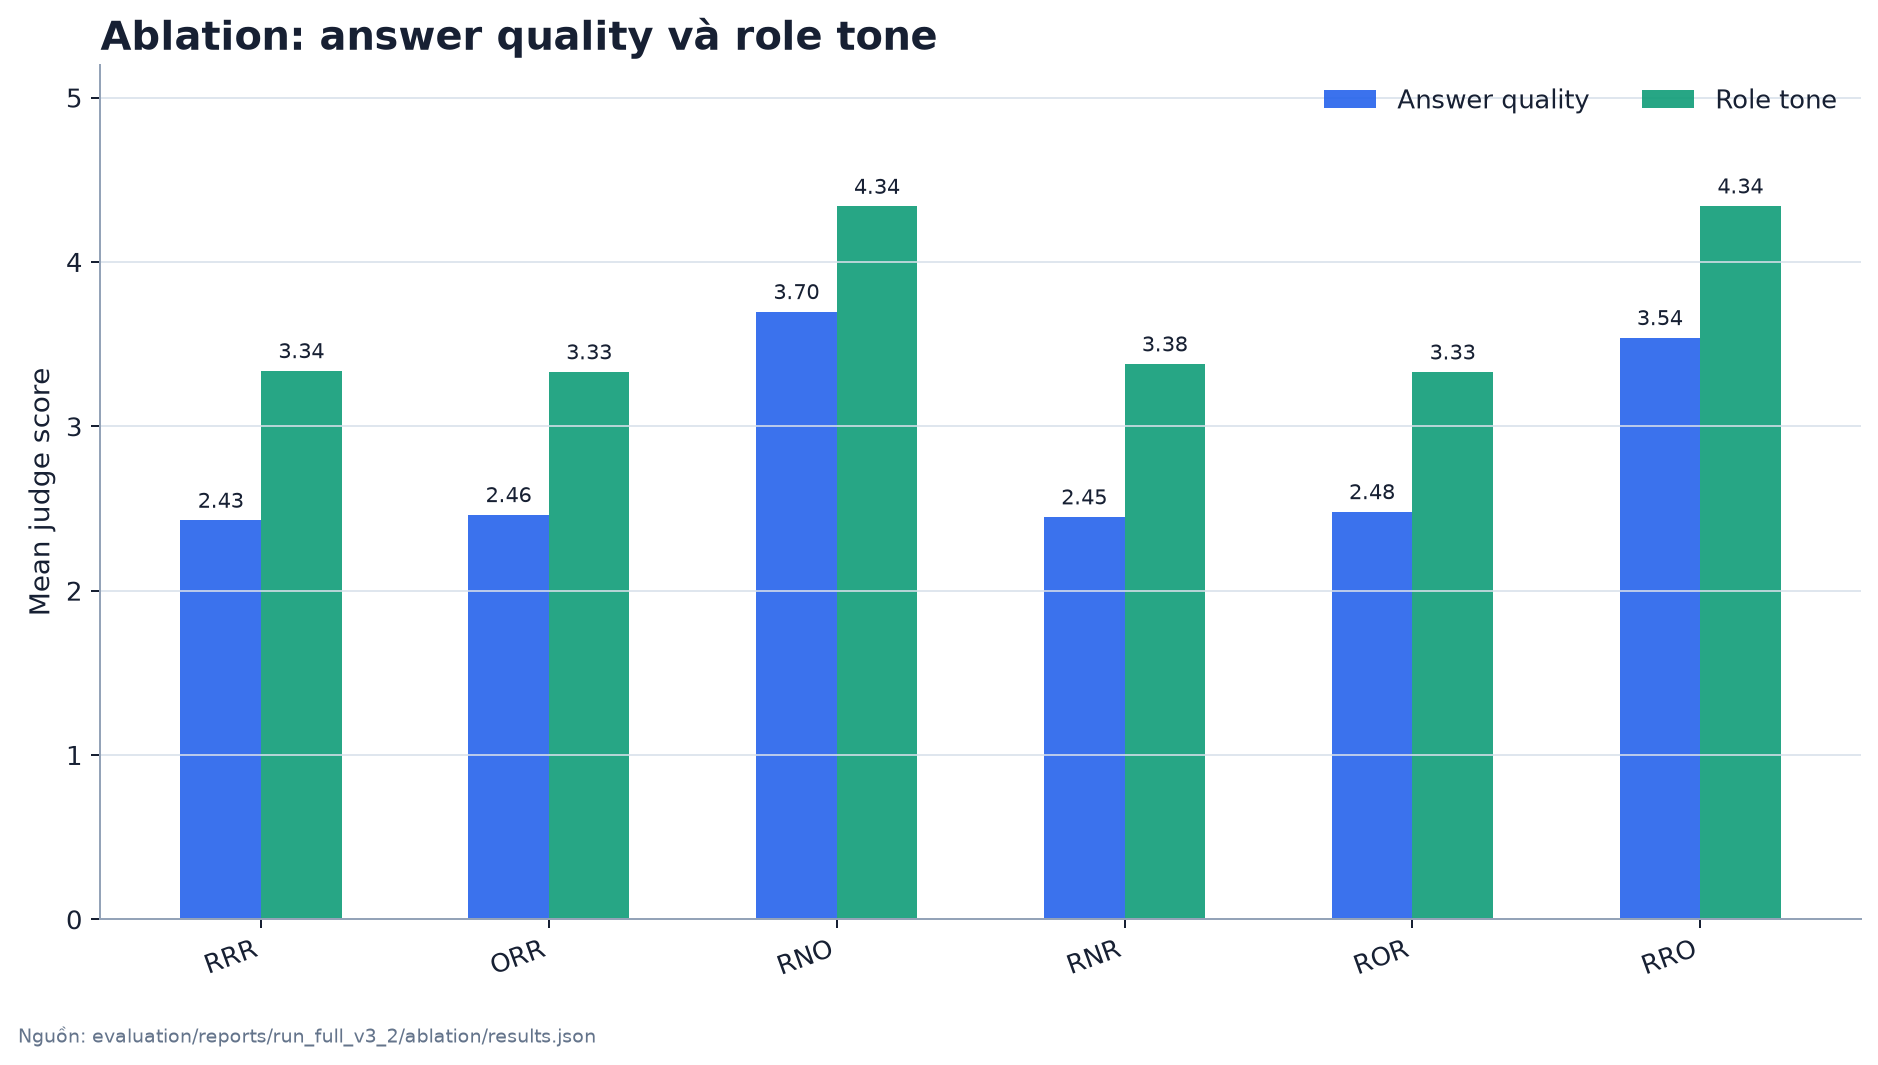 Ablation: answer quality và role tone
Answer quality
Role tone
Mean judge score
5
4
3
2
1
0
2.43
3.34
2.46
3.33
3.70
4.34
2.45
3.38
2.48
3.33
3.54
4.34
RRR
ORR
RNO
RNR
ROR
RRO
Nguồn: evaluation/reports/run_full_v3_2/ablation/results.json